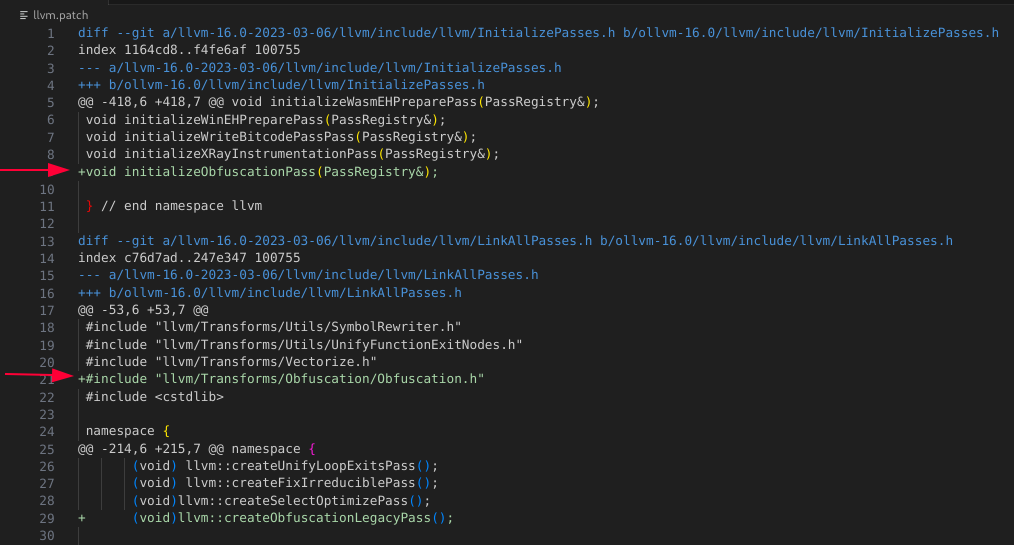 llvm.patch
1 diff --git a/llvm-16.0-2023-03-06/llvm/include/llvm/InitializePasses.h b/ollvm-16.0/llvm/include/llvm/InitializePasses.h
2 index 1164cd8..f4fe6af 100755
3 --- a/llvm-16.0-2023-03-06/llvm/include/llvm/InitializePasses.h
4 +++ b/ollvm-16.0/llvm/include/llvm/InitializePasses.h
5 @@ -418,6 +418,7 @@ void initializeWasmEHPreparePass(PassRegistry&);
6  void initializeWinEHPreparePass(PassRegistry&);
7  void initializeWriteBitcodePassPass(PassRegistry&);
8  void initializeXRayInstrumentationPass(PassRegistry&);
+void initializeObfuscationPass(PassRegistry&);
10
11  } // end namespace llvm
12
13 diff --git a/llvm-16.0-2023-03-06/llvm/include/llvm/LinkAllPasses.h b/ollvm-16.0/llvm/include/llvm/LinkAllPasses.h
14 index c76d7ad..247e347 100755
15 --- a/llvm-16.0-2023-03-06/llvm/include/llvm/LinkAllPasses.h
16 +++ b/ollvm-16.0/llvm/include/llvm/LinkAllPasses.h
17 @@ -53,6 +53,7 @@
18  #include "llvm/Transforms/Utils/SymbolRewriter.h"
19  #include "llvm/Transforms/Utils/UnifyFunctionExitNodes.h"
20  #include "llvm/Transforms/Vectorize.h"
21 +#include "llvm/Transforms/Obfuscation/Obfuscation.h"
22  #include <cstdlib>
23
24  namespace {
25 @@ -214,6 +215,7 @@ namespace {
26        (void) llvm::createUnifyLoopExitsPass();
27        (void) llvm::createFixIrreduciblePass();
28        (void)llvm::createSelectOptimizePass();
29 +      (void)llvm::createObfuscationLegacyPass();
30